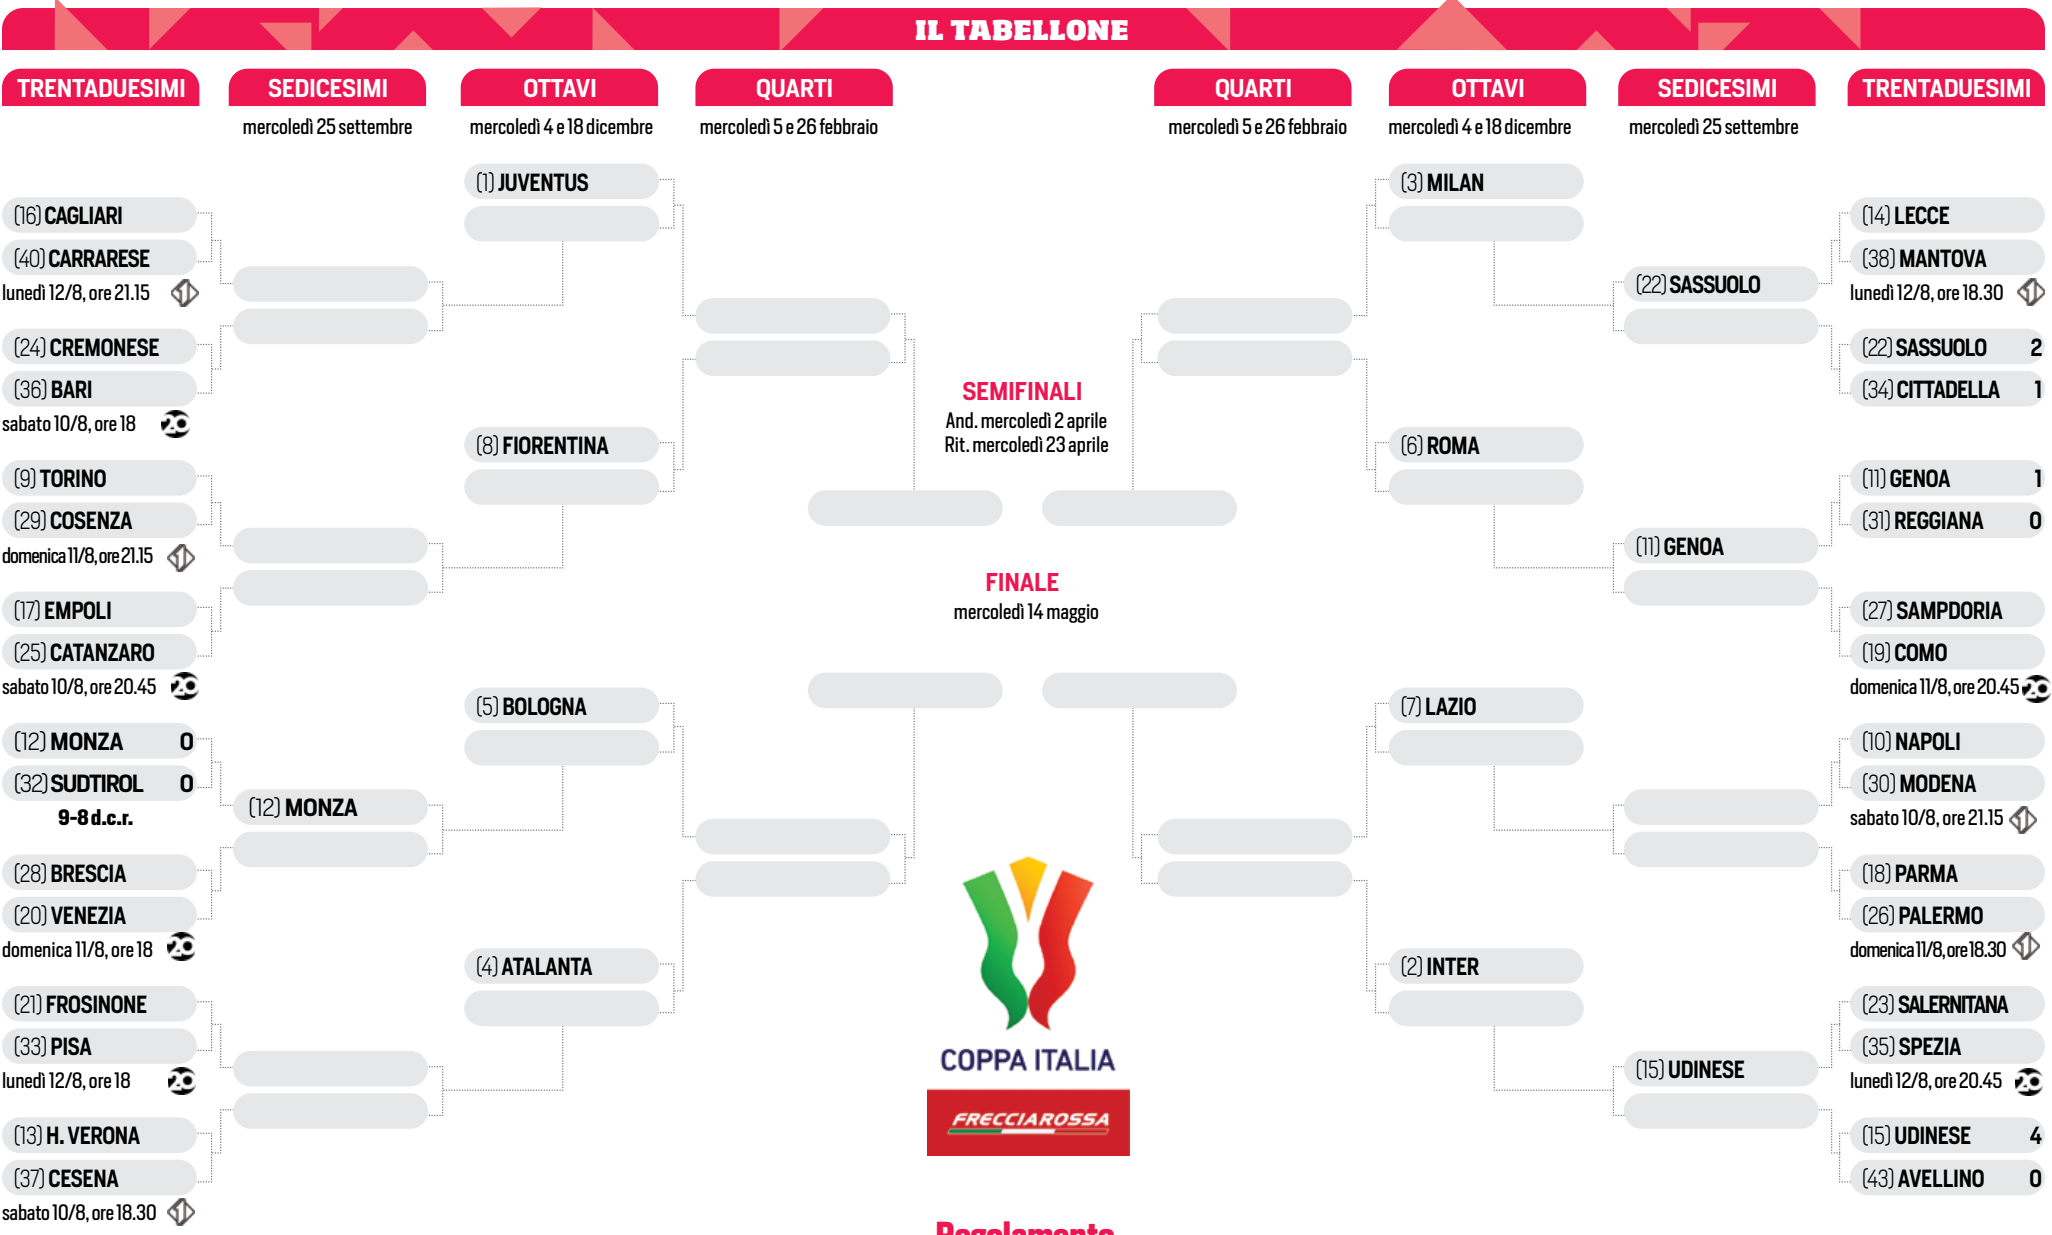 IL TABELLONE
TRENTADUESIMI
(16) CAGLIARI
(40) CARRARESE
lunedì 12/8, ore 21.15
(24) CREMONESE
(36) BARI
sabato 10/8, ore 18
20
(9) TORINO
(29) COSENZA
domenica 11/8, ore 21.15
(17) EMPOLI
(25) CATANZARO
sabato 10/8, ore 20.45
20
(12) MONZA 0
(32) SUDTIROL 0
9-8 d.c.r.
(28) BRESCIA
(20) VENEZIA
domenica 11/8, ore 18
20
(21) FROSINONE
(33) PISA
lunedì 12/8, ore 18
20
(13) H. VERONA
(37) CESENA
sabato 10/8, ore 18.30
SEDICESIMI
mercoledì 25 settembre
(12) MONZA
OTTAVI
mercoledì 4 e 18 dicembre
(1) JUVENTUS
(8) FIORENTINA
(5) BOLOGNA
(4) ATALANTA
QUARTI
mercoledì 5 e 26 febbraio
SEMIFINALI
And. mercoledì 2 aprile
Rit. mercoledì 23 aprile
FINALE
mercoledì 14 maggio
COPPA ITALIA
FRECCIAROSSA
Regolamento
QUARTI
mercoledì 5 e 26 febbraio
OTTAVI
mercoledì 4 e 18 dicembre
(3) MILAN
(6) ROMA
(7) LAZIO
(2) INTER
SEDICESIMI
mercoledì 25 settembre
(22) SASSUOLO
(11) GENOA
(15) UDINESE
TRENTADUESIMI
(14) LECCE
(38) MANTOVA
lunedì 12/8, ore 18.30
(22) SASSUOLO 2
(34) CITTADELLA 1
(11) GENOA 1
(31) REGGIANA 0
(27) SAMPDORIA
(19) COMO
domenica 11/8, ore 20.45
20
(10) NAPOLI
(30) MODENA
sabato 10/8, ore 21.15
(18) PARMA
(26) PALERMO
domenica 11/8, ore 18.30
(23) SALERNITANA
(35) SPEZIA
lunedì 12/8, ore 20.45
20
(15) UDINESE 4
(43) AVELLINO 0